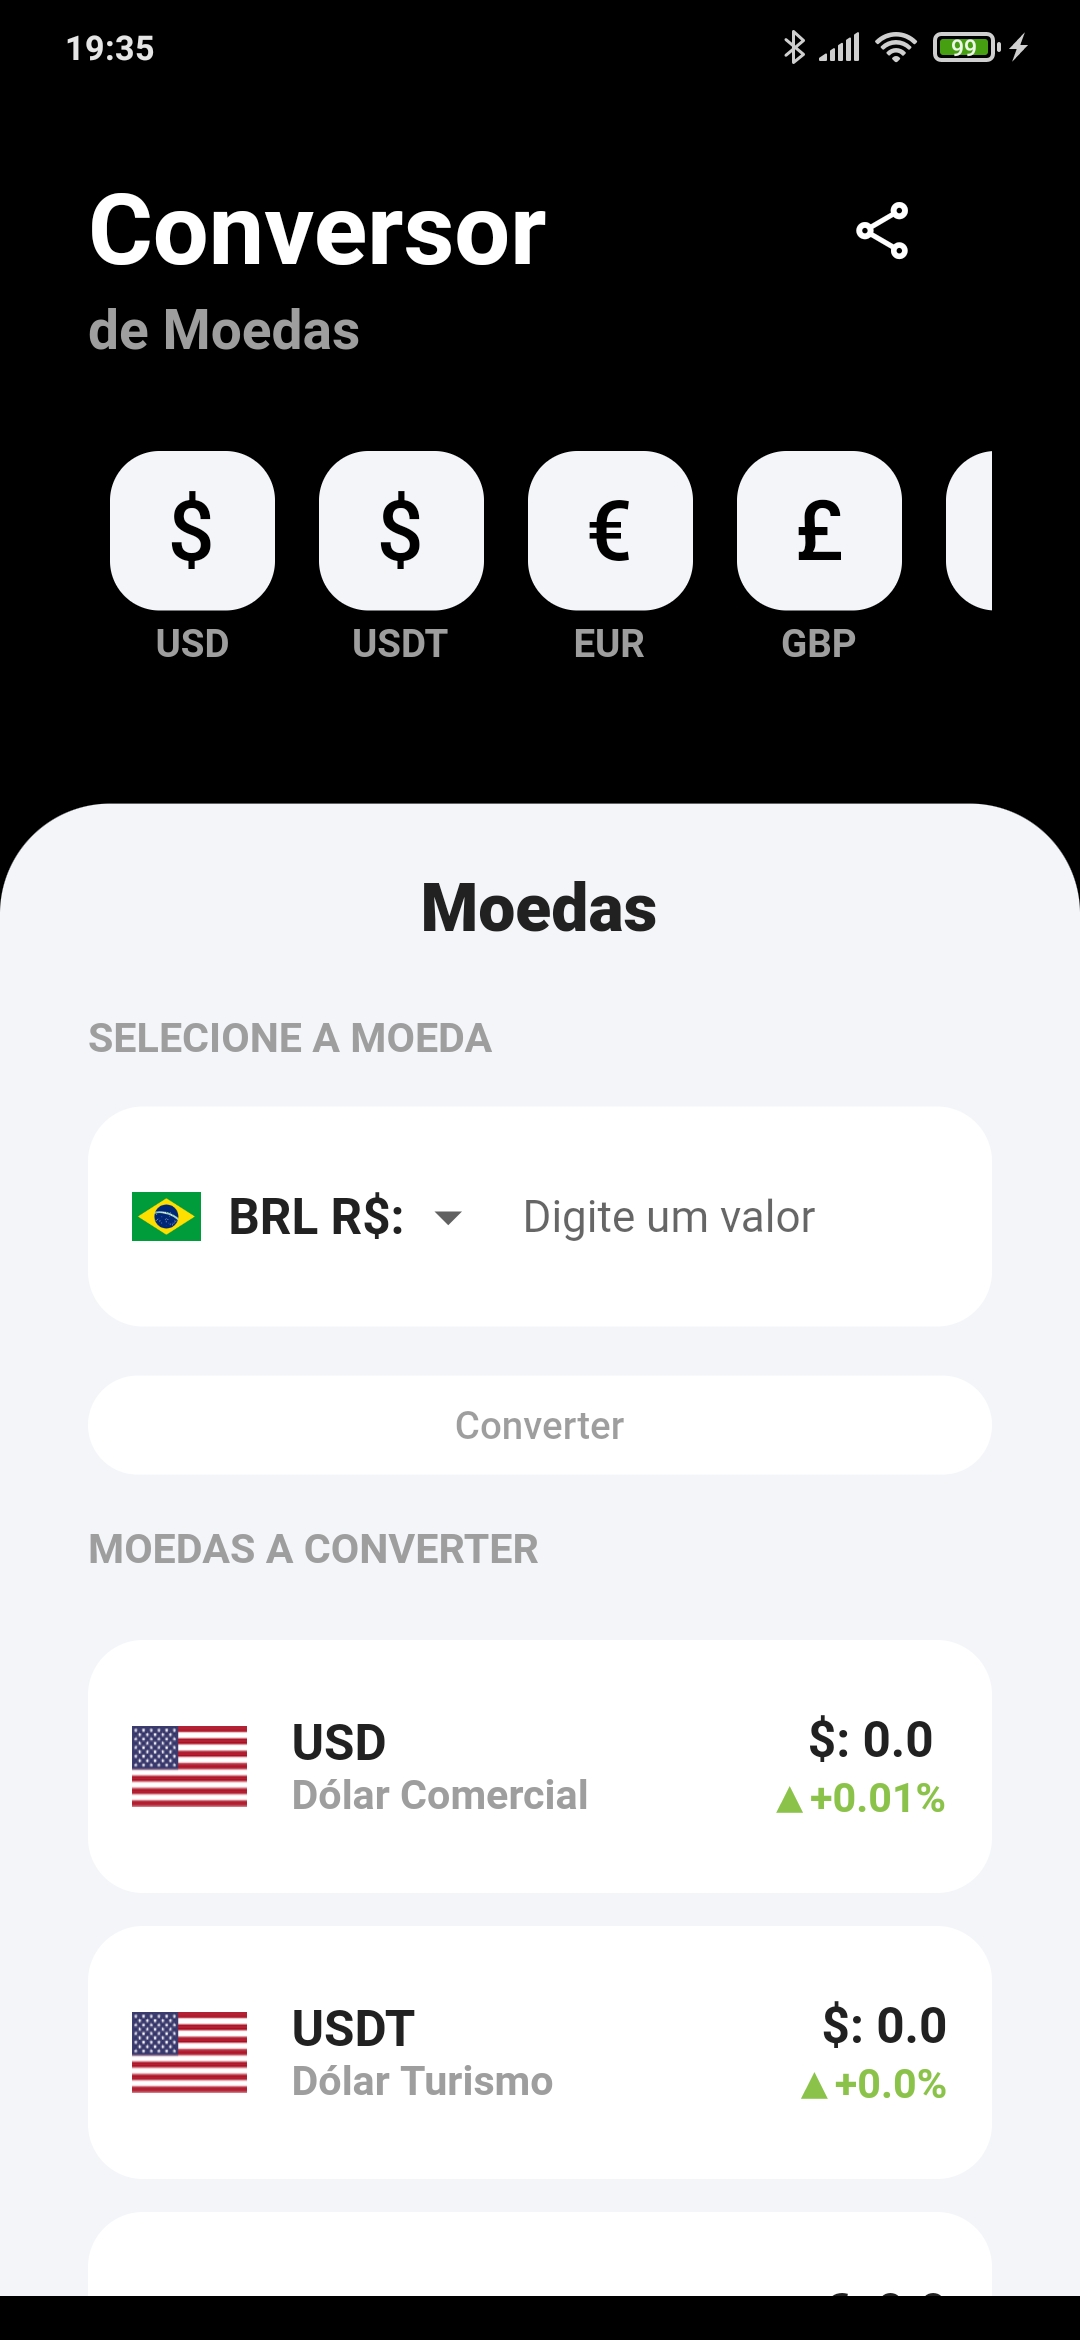 19:35
99
Conversor
de Moedas
$ $ € £
USD USDT EUR GBP
Moedas
SELECIONE A MOEDA
BRL R$: Digite um valor
Converter
MOEDAS A CONVERTER
USD $: 0.0
Dólar Comercial ▲+0.01%
USDT $: 0.0
Dólar Turismo ▲+0.0%